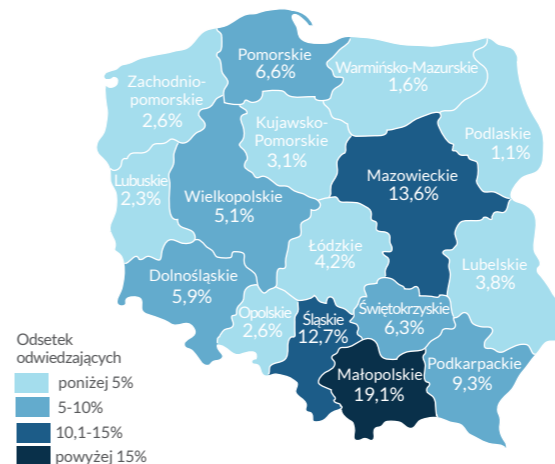 Pomorskie
6,6%
Warmińsko-Mazurskie
1,6%
Zachodnio-
pomorskie
2,6%
Kujawsko-
Pomorskie
3,1%
Podlaskie
1,1%
Lubuskie
2,3%
Wielkopolskie
5,1%
Mazowieckie
13,6%
Łódzkie
4,2%
Lubelskie
3,8%
Dolnośląskie
5,9%
Opolskie
2,6%
Śląskie
12,7%
Świętokrzyskie
6,3%
Małopolskie
19,1%
Podkarpackie
9,3%
Odsetek
odwiedzających
poniżej 5%
5-10%
10,1-15%
powyżej 15%